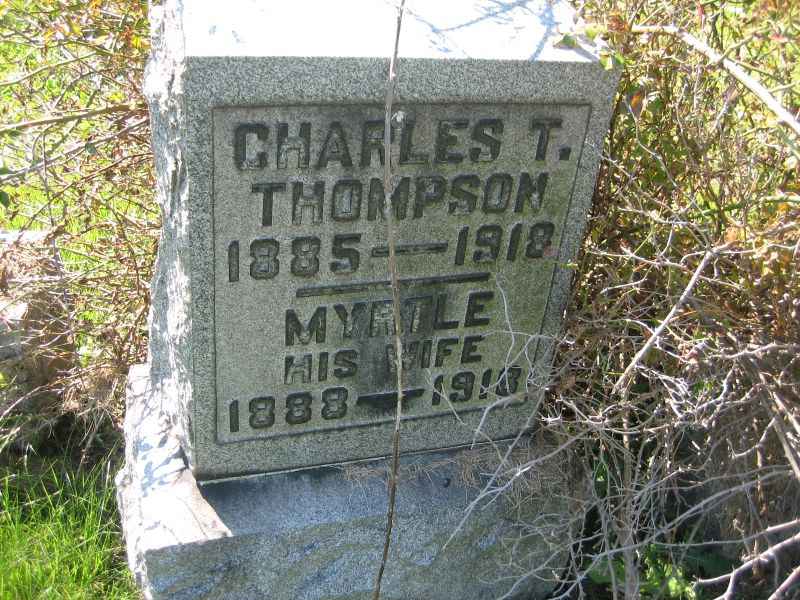 CHARLES T.
THOMPSON
1885 — 1918
MYRTLE
HIS WIFE
1888 — 1918